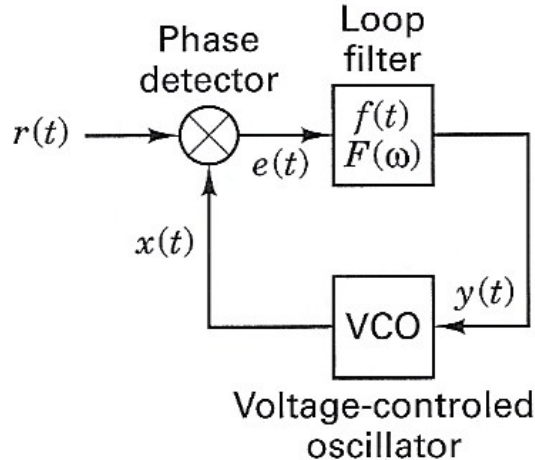 Phase
detector
Loop
filter
r(t)
e(t)
f(t)
F(ω)
x(t)
y(t)
VCO
Voltage-controled
oscillator